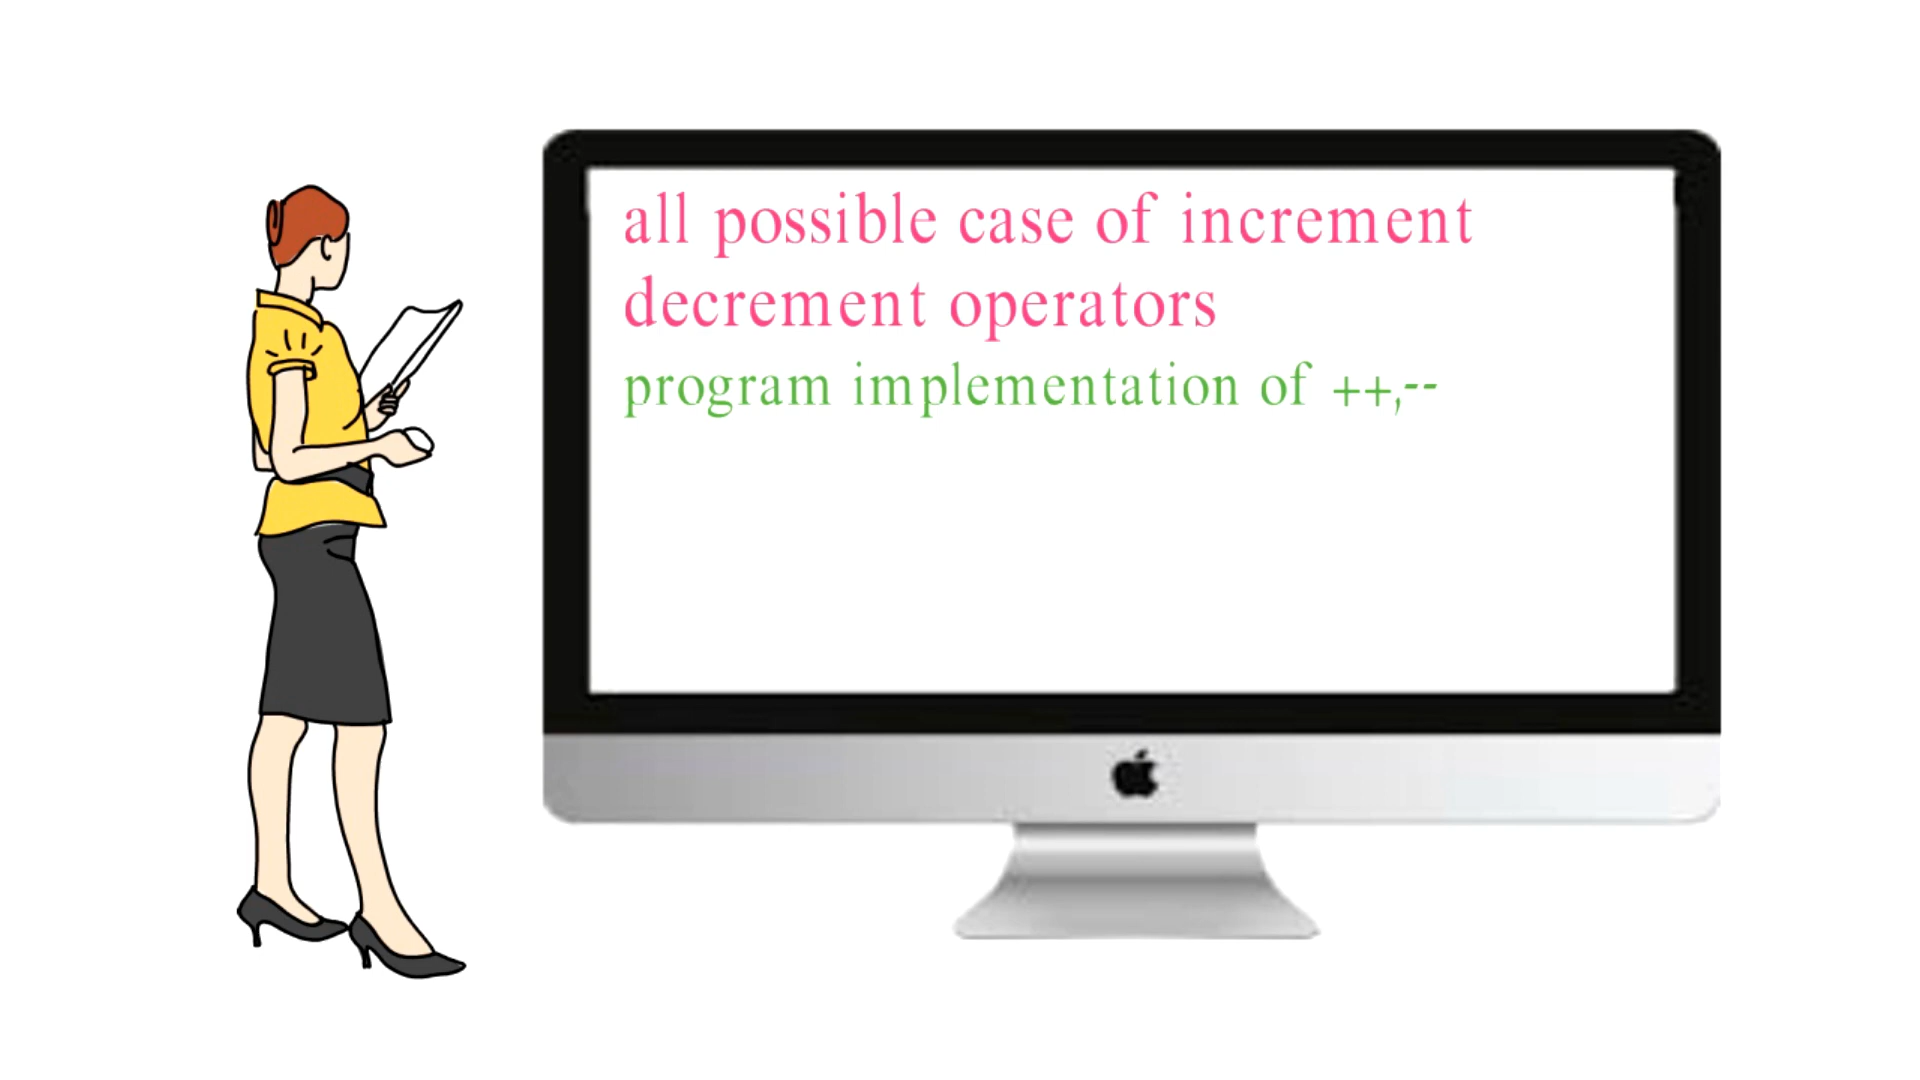 all possible case of increment
decrement operators
program implementation of ++,--